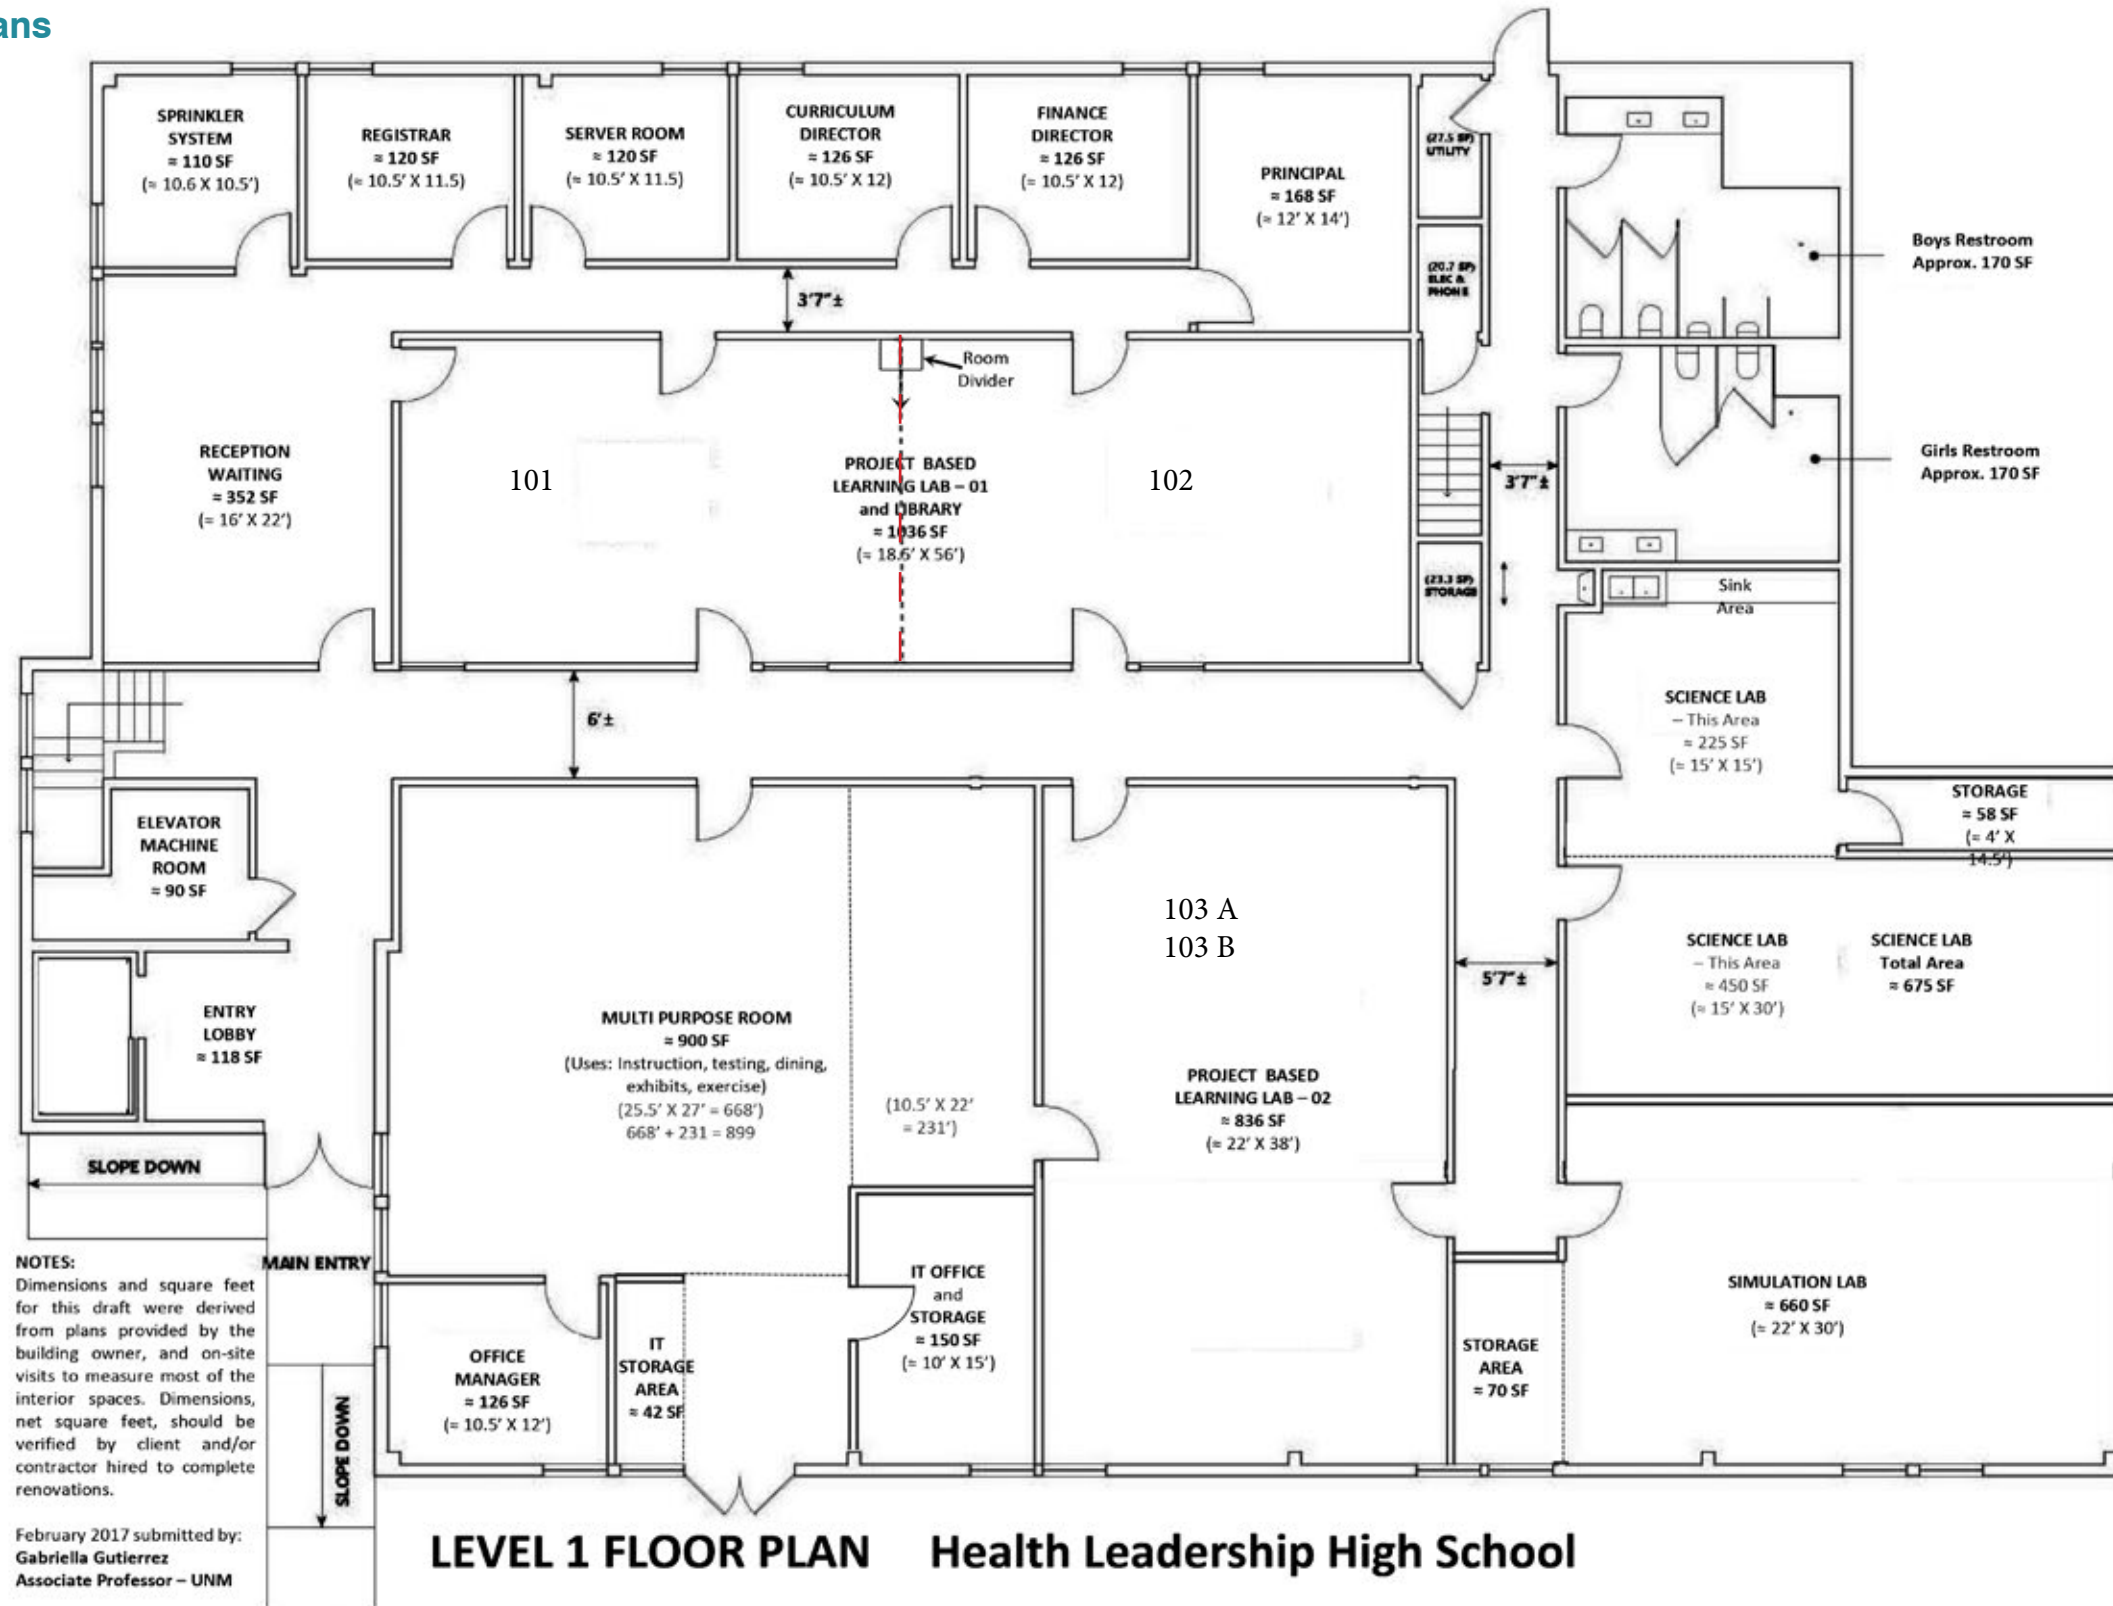 ans
SPRINKLER
SYSTEM
≈ 110 SF
(≈ 10.6 X 10.5')
REGISTRAR
≈ 120 SF
(≈ 10.5' X 11.5)
SERVER ROOM
≈ 120 SF
(≈ 10.5' X 11.5)
CURRICULUM
DIRECTOR
≈ 126 SF
(≈ 10.5' X 12)
FINANCE
DIRECTOR
≈ 126 SF
(≈ 10.5' X 12)
PRINCIPAL
≈ 168 SF
(≈ 12' X 14')
(27.5 SF)
UTILITY
(20.7 SF)
ELEC &
PHONE
Boys Restroom
Approx. 170 SF
3'7"±
Room
Divider
RECEPTION
WAITING
≈ 352 SF
(≈ 16' X 22')
101
PROJECT BASED
LEARNING LAB – 01
and LIBRARY
≈ 1036 SF
(≈ 18.6' X 56')
102
3'7"±
Girls Restroom
Approx. 170 SF
(23.3 SF)
STORAGE
Sink
Area
6'±
SCIENCE LAB
– This Area
≈ 225 SF
(≈ 15' X 15')
STORAGE
≈ 58 SF
(≈ 4' X
14.5')
ELEVATOR
MACHINE
ROOM
≈ 90 SF
103 A
103 B
SCIENCE LAB
– This Area
≈ 450 SF
(≈ 15' X 30')
SCIENCE LAB
Total Area
≈ 675 SF
5'7"±
ENTRY
LOBBY
≈ 118 SF
MULTI PURPOSE ROOM
≈ 900 SF
(Uses: Instruction, testing, dining,
exhibits, exercise)
(25.5' X 27' = 668')
668' + 231 = 899
(10.5' X 22'
= 231')
PROJECT BASED
LEARNING LAB – 02
≈ 836 SF
(≈ 22' X 38')
SLOPE DOWN
MAIN ENTRY
NOTES:
Dimensions and square feet
for this draft were derived
from plans provided by the
building owner, and on-site
visits to measure most of the
interior spaces. Dimensions,
net square feet, should be
verified by client and/or
contractor hired to complete
renovations.
SLOPE DOWN
OFFICE
MANAGER
≈ 126 SF
(≈ 10.5' X 12')
IT
STORAGE
AREA
≈ 42 SF
IT OFFICE
and
STORAGE
≈ 150 SF
(≈ 10' X 15')
STORAGE
AREA
≈ 70 SF
SIMULATION LAB
≈ 660 SF
(≈ 22' X 30')
February 2017 submitted by:
Gabriella Gutierrez
Associate Professor – UNM
LEVEL 1 FLOOR PLAN Health Leadership High School